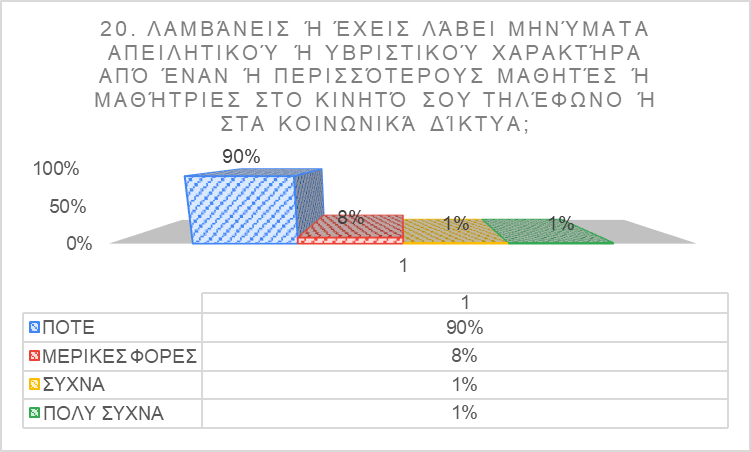 20. ΛΑΜΒΆΝΕΙΣ Ή ΈΧΕΙΣ ΛΆΒΕΙ ΜΗΝΎΜΑΤΑ
ΑΠΕΙΛΗΤΙΚΟΎ Ή ΥΒΡΙΣΤΙΚΟΎ ΧΑΡΑΚΤΉΡΑ
ΑΠΌ ΈΝΑΝ Ή ΠΕΡΙΣΣΌΤΕΡΟΥΣ ΜΑΘΗΤΈΣ Ή
ΜΑΘΉΤΡΙΕΣ ΣΤΟ ΚΙΝΗΤΌ ΣΟΥ ΤΗΛΈΦΩΝΟ Ή
ΣΤΑ ΚΟΙΝΩΝΙΚΆ ΔΊΚΤΥΑ;
90%
100%
50%
0%
8%
1%
1%
1
1
ΠΟΤΕ 90%
ΜΕΡΙΚΕΣ ΦΟΡΕΣ 8%
ΣΥΧΝΑ 1%
ΠΟΛΥ ΣΥΧΝΑ 1%